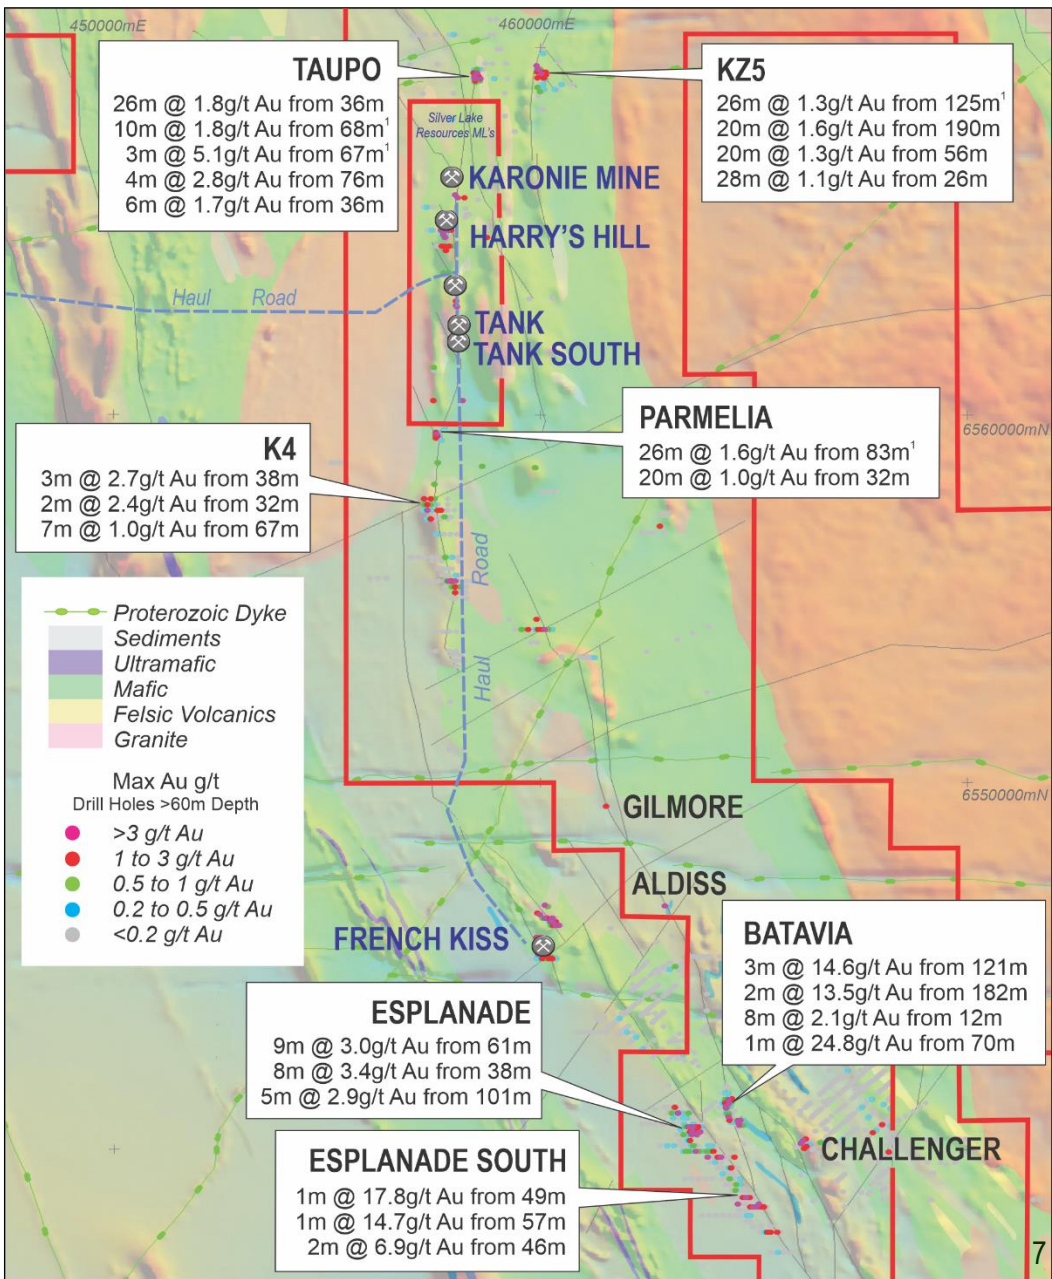 450000mE
460000mE
TAUPO
26m @ 1.8g/t Au from 36m
10m @ 1.8g/t Au from 68m¹
3m @ 5.1g/t Au from 67m¹
4m @ 2.8g/t Au from 76m
6m @ 1.7g/t Au from 36m
KZ5
26m @ 1.3g/t Au from 125m¹
20m @ 1.6g/t Au from 190m
20m @ 1.3g/t Au from 56m
28m @ 1.1g/t Au from 26m
Silver Lake
Resources ML's
KARONIE MINE
HARRY'S HILL
Haul Road
TANK
TANK SOUTH
PARMELIA
26m @ 1.6g/t Au from 83m¹
20m @ 1.0g/t Au from 32m
6560000mN
K4
3m @ 2.7g/t Au from 38m
2m @ 2.4g/t Au from 32m
7m @ 1.0g/t Au from 67m
Haul Road
Proterozoic Dyke
Sediments
Ultramafic
Mafic
Felsic Volcanics
Granite
Max Au g/t
Drill Holes >60m Depth
>3 g/t Au
1 to 3 g/t Au
0.5 to 1 g/t Au
0.2 to 0.5 g/t Au
<0.2 g/t Au
6550000mN
GILMORE
ALDISS
FRENCH KISS
BATAVIA
3m @ 14.6g/t Au from 121m
2m @ 13.5g/t Au from 182m
8m @ 2.1g/t Au from 12m
1m @ 24.8g/t Au from 70m
ESPLANADE
9m @ 3.0g/t Au from 61m
8m @ 3.4g/t Au from 38m
5m @ 2.9g/t Au from 101m
CHALLENGER
ESPLANADE SOUTH
1m @ 17.8g/t Au from 49m
1m @ 14.7g/t Au from 57m
2m @ 6.9g/t Au from 46m
7